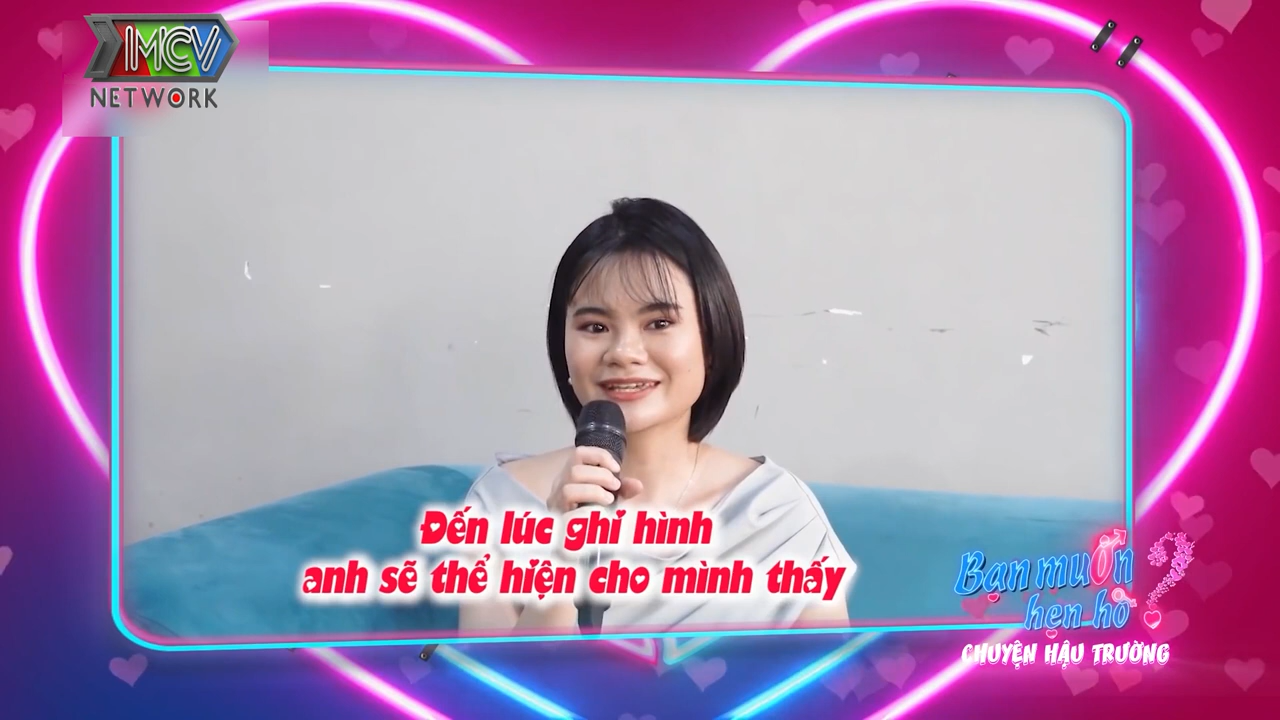 MCV
NETWORK
Đến lúc ghi hình
anh sẽ thể hiện cho mình thấy
Bạn muốn
hẹn hò?
CHUYỆN HẬU TRƯỜNG